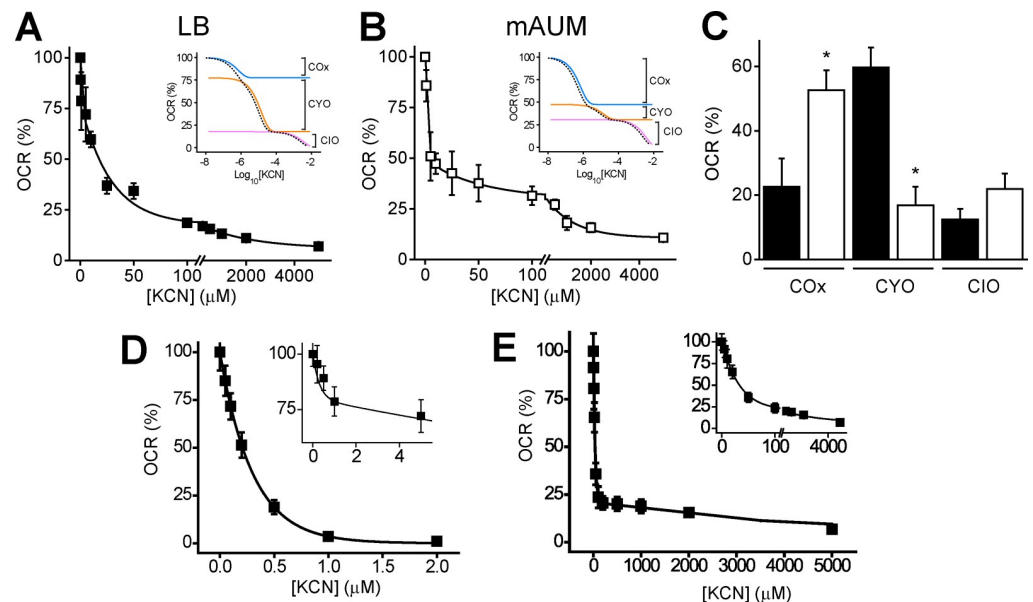 A
LB
OCR (%)
100
75
50
25
0
0
50
100
2000
4000
[KCN] (μM)
OCR (%)
100
75
50
25
0
-8
-6
-4
-2
Log10[KCN]
COx
CYO
CIO
B
mAUM
OCR (%)
100
75
50
25
0
0
50
100
2000
4000
[KCN] (μM)
OCR (%)
100
75
50
25
0
-8
-6
-4
-2
Log10[KCN]
COx
CYO
CIO
C
OCR (%)
60
40
20
0
*
*
COx
CYO
CIO
D
OCR (%)
100
75
50
25
0
0.0
0.5
1.0
1.5
2.0
[KCN] (μM)
100
75
0
2
4
E
OCR (%)
100
75
50
25
0
0
1000
2000
3000
4000
5000
[KCN] (μM)
100
75
50
25
0
0
100
4000